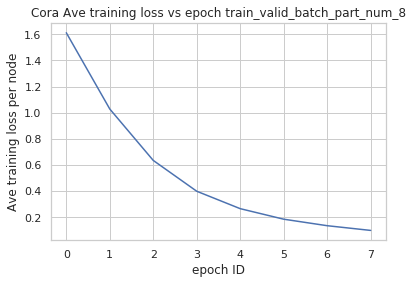 Cora Ave training loss vs epoch train_valid_batch_part_num_8
Ave training loss per node
1.6
1.4
1.2
1.0
0.8
0.6
0.4
0.2
0 1 2 3 4 5 6 7
epoch ID